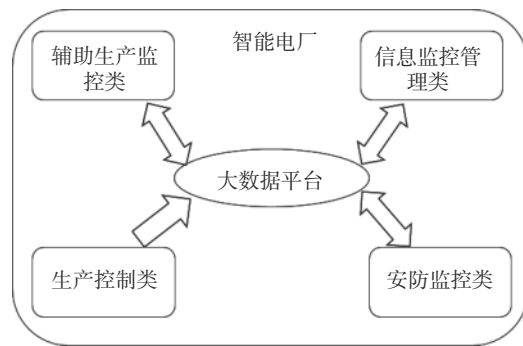 智能电厂
辅助生产监
控类
信息监控管
理类
大数据平台
生产控制类
安防监控类